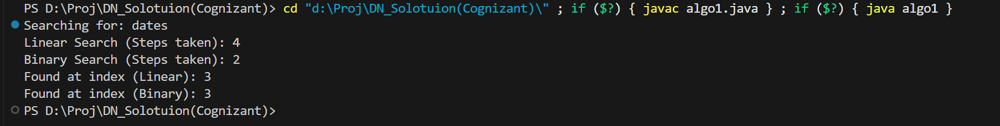 PS D:\Proj\DN_Solotuion(Cognizant)> cd "d:\Proj\DN_Solotuion(Cognizant)\" ; if ($?) { javac algo1.java } ; if ($?) { java algo1 }
Searching for: dates
Linear Search (Steps taken): 4
Binary Search (Steps taken): 2
Found at index (Linear): 3
Found at index (Binary): 3
PS D:\Proj\DN_Solotuion(Cognizant)>